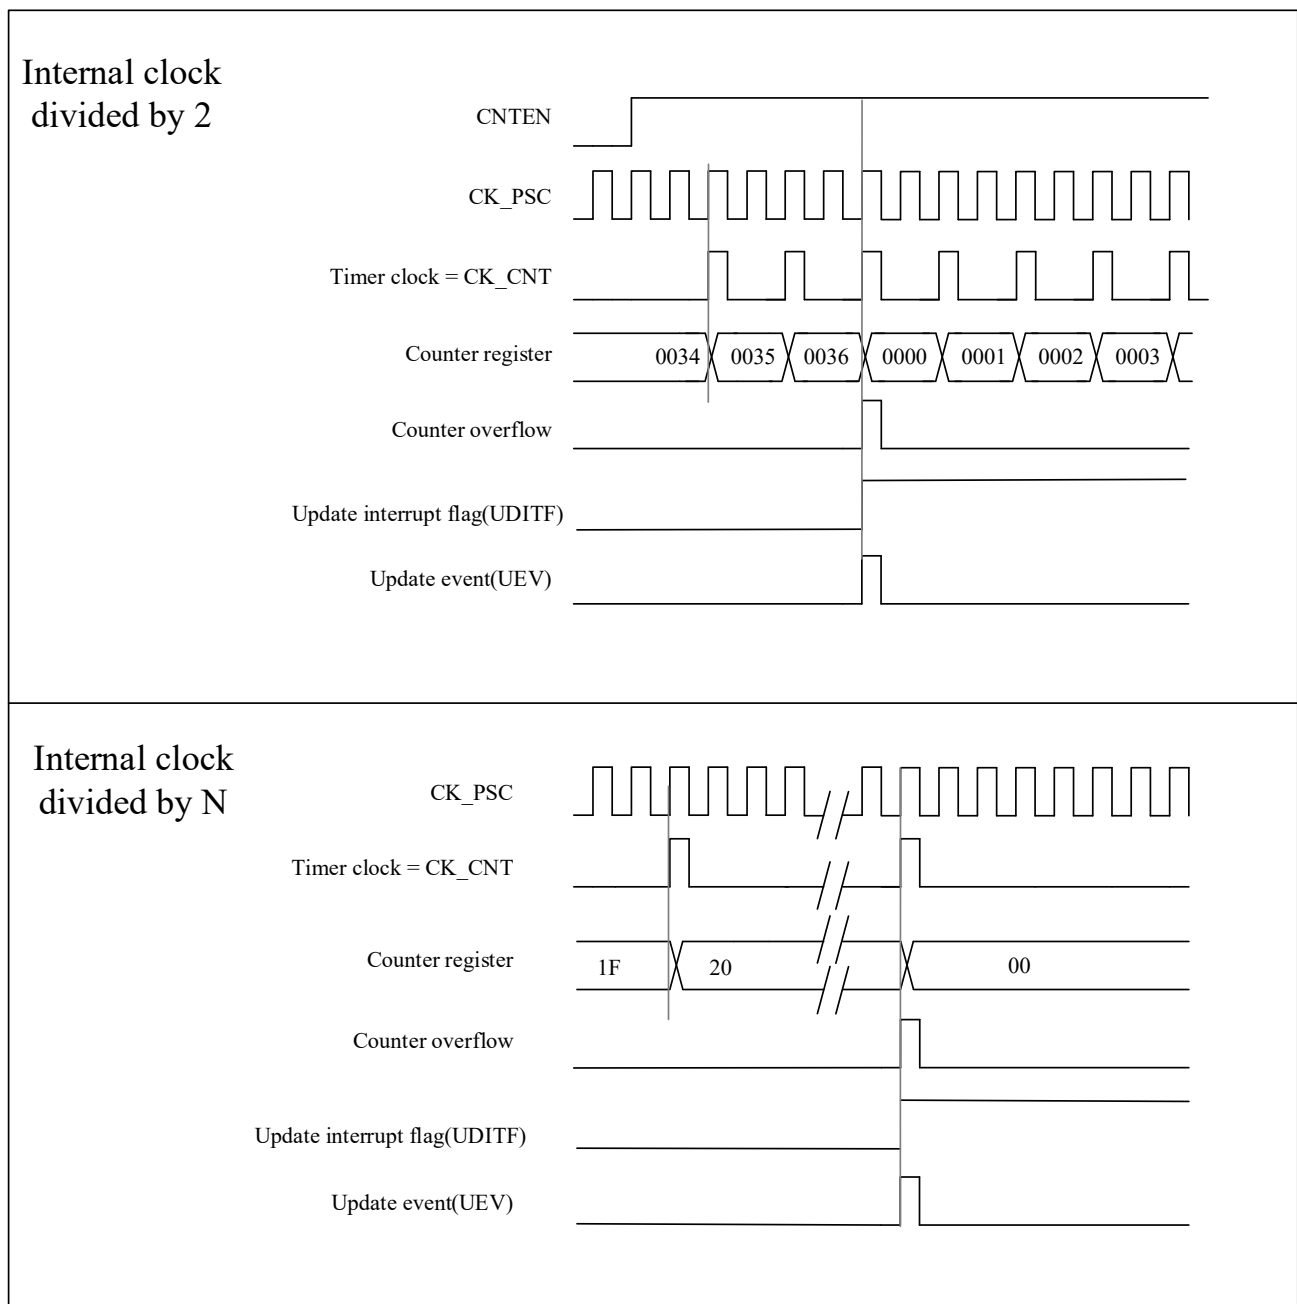 Internal clock
divided by 2
CNTEN
CK_PSC
Timer clock = CK_CNT
Counter register
0034 0035 0036 0000 0001 0002 0003
Counter overflow
Update interrupt flag(UDITF)
Update event(UEV)
Internal clock
divided by N
CK_PSC
Timer clock = CK_CNT
Counter register
1F 20 00
Counter overflow
Update interrupt flag(UDITF)
Update event(UEV)